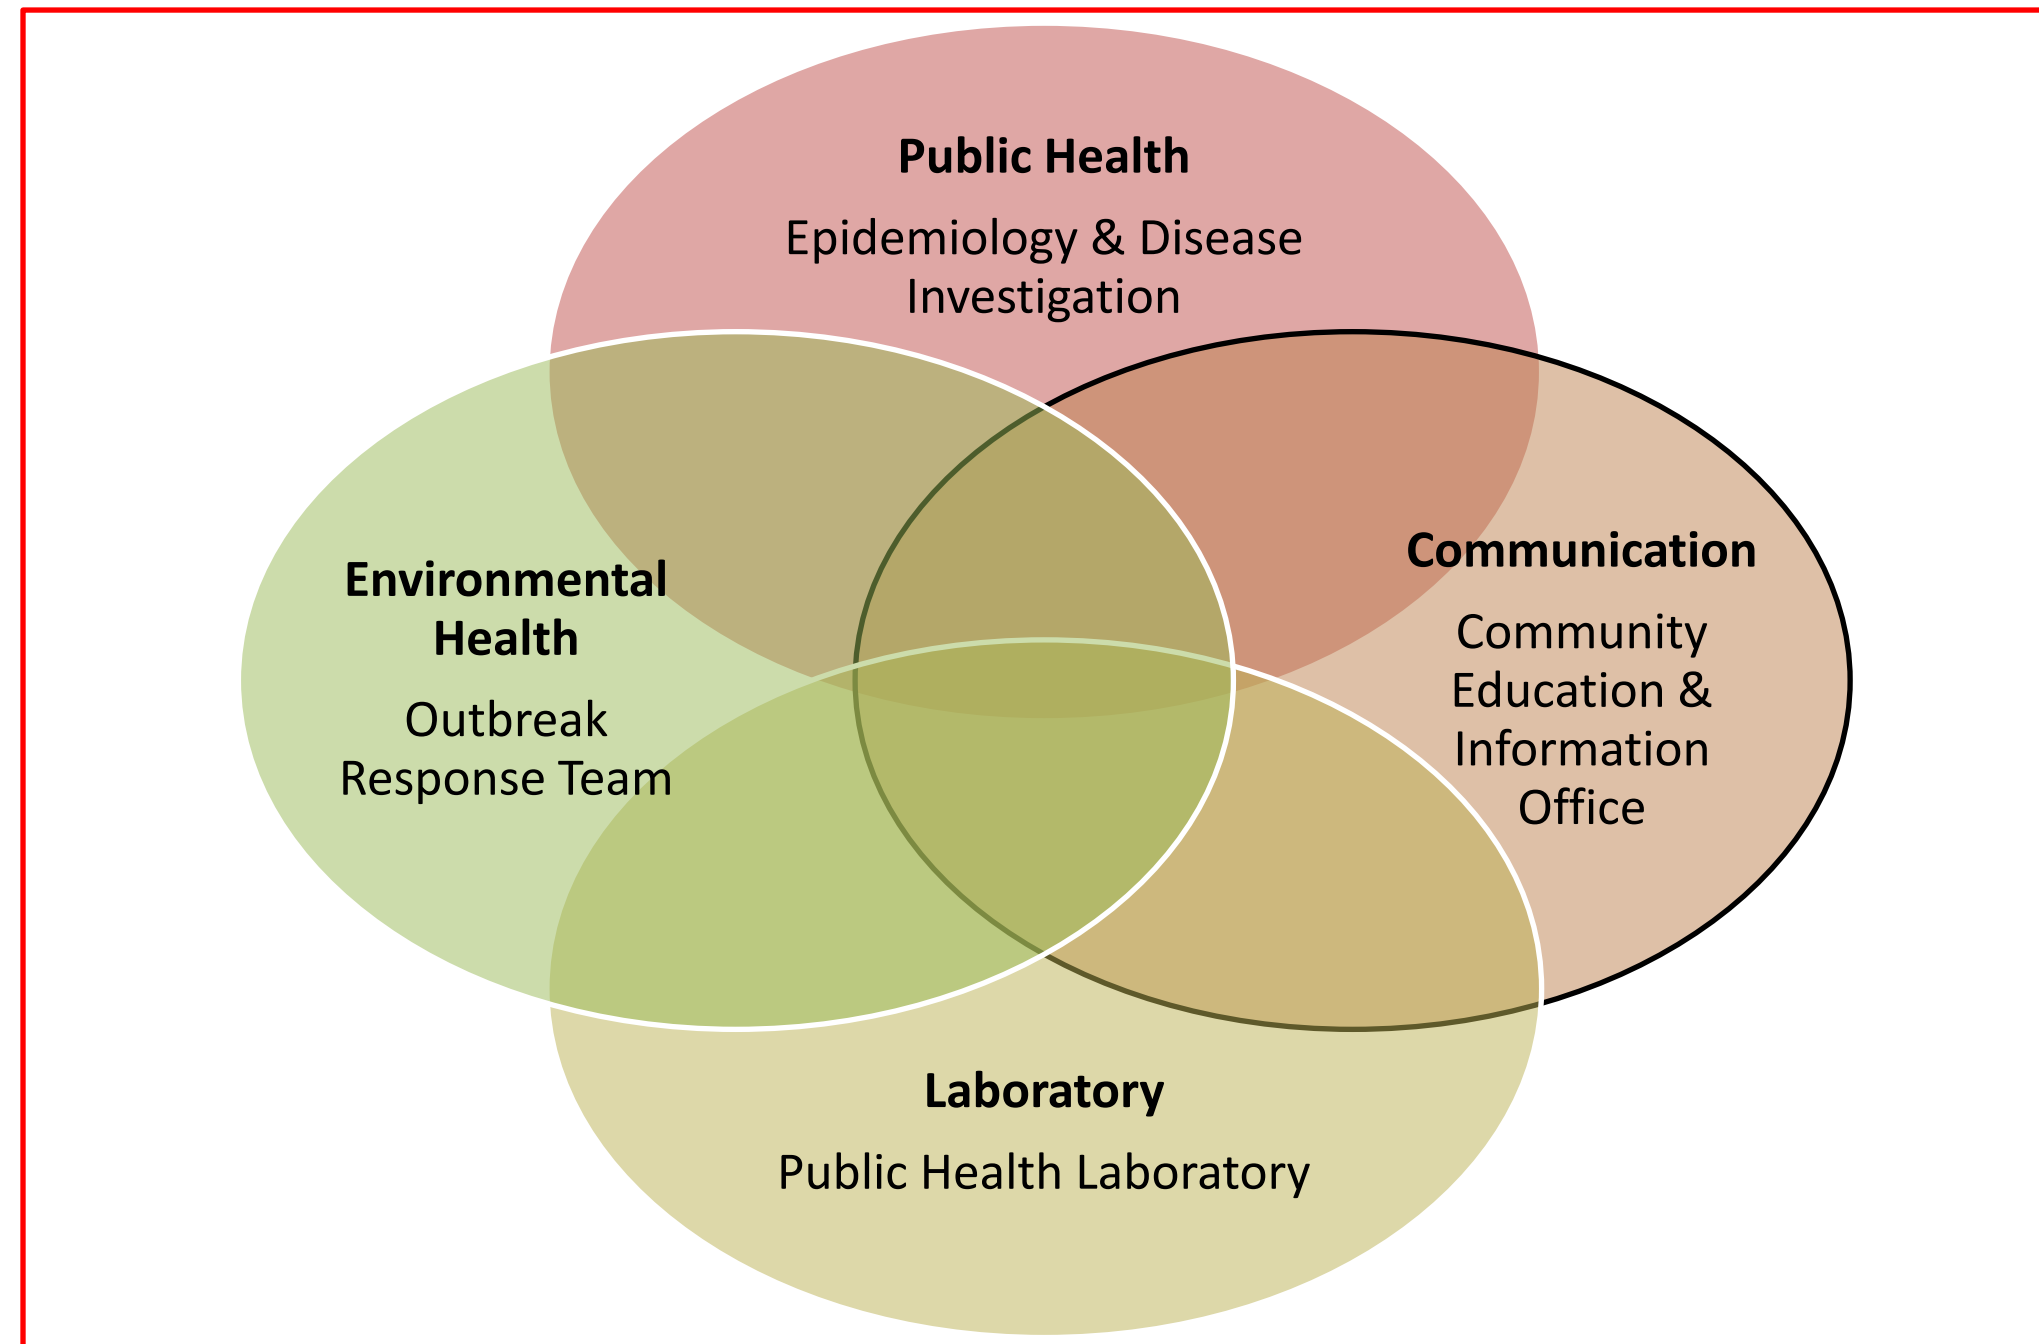 Public Health
Epidemiology & Disease
Investigation
Environmental
Health
Outbreak
Response Team
Communication
Community
Education &
Information
Office
Laboratory
Public Health Laboratory